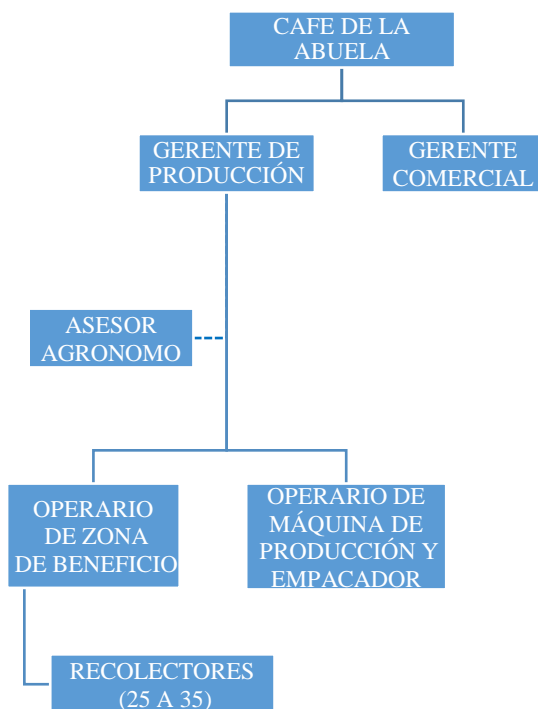 CAFE DE LA
ABUELA
GERENTE DE
PRODUCCIÓN
GERENTE
COMERCIAL
ASESOR
AGRONOMO
OPERARIO
DE ZONA
DE BENEFICIO
OPERARIO DE
MÁQUINA DE
PRODUCCIÓN Y
EMPACADOR
RECOLECTORES
(25 A 35)